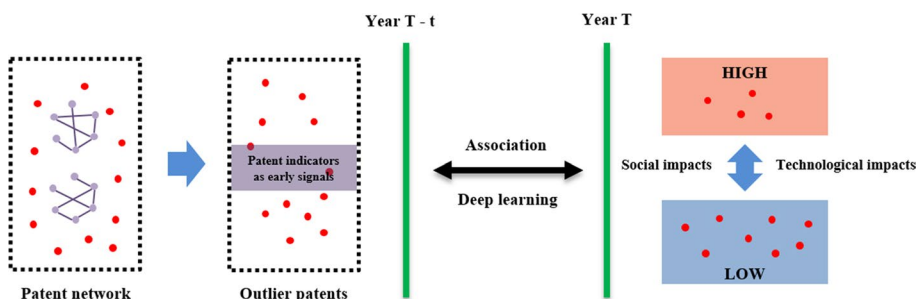 Year T - t
Year T
HIGH
Patent indicators
as early signals
Association
Deep learning
Social impacts
Technological impacts
LOW
Patent network
Outlier patents